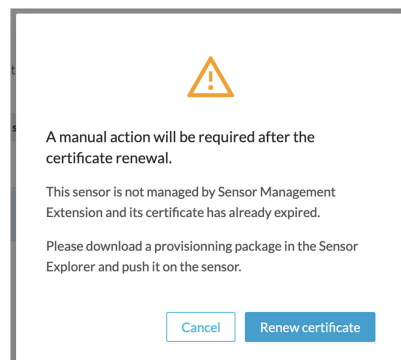 t
s
A manual action will be required after the
certificate renewal.
This sensor is not managed by Sensor Management
Extension and its certificate has already expired.
Please download a provisionning package in the Sensor
Explorer and push it on the sensor.
Cancel Renew certificate